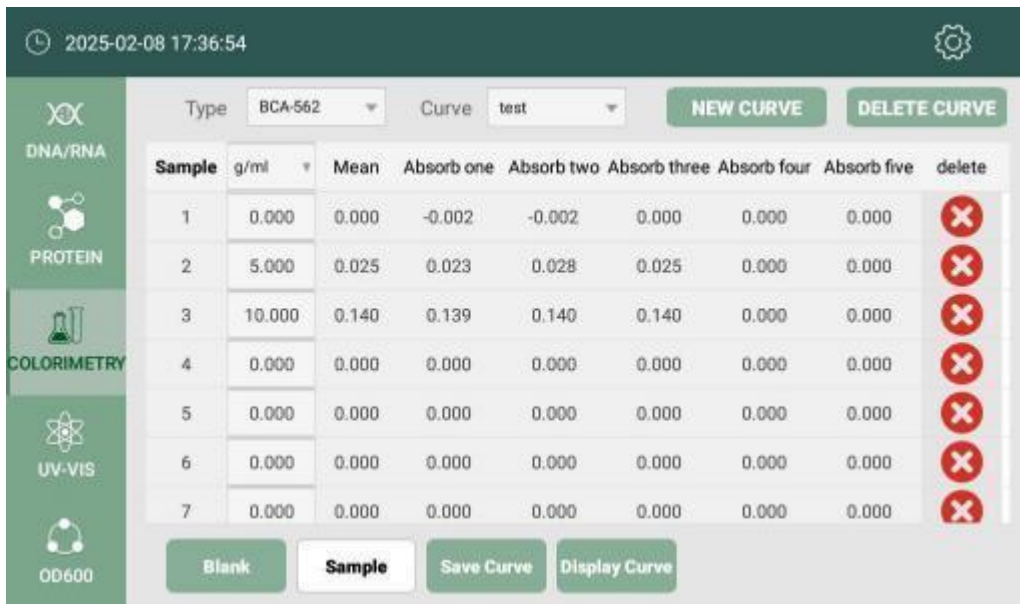 2025-02-08 17:36:54
DNA/RNA
PROTEIN
COLORIMETRY
UV-VIS
OD600
Type BCA-562 Curve test NEW CURVE DELETE CURVE
Sample g/ml Mean Absorb one Absorb two Absorb three Absorb four Absorb five delete
1 0.000 0.000 -0.002 -0.002 0.000 0.000 0.000
2 5.000 0.025 0.023 0.028 0.025 0.000 0.000
3 10.000 0.140 0.139 0.140 0.140 0.000 0.000
4 0.000 0.000 0.000 0.000 0.000 0.000 0.000
5 0.000 0.000 0.000 0.000 0.000 0.000 0.000
6 0.000 0.000 0.000 0.000 0.000 0.000 0.000
7 0.000 0.000 0.000 0.000 0.000 0.000 0.000
Blank Sample Save Curve Display Curve